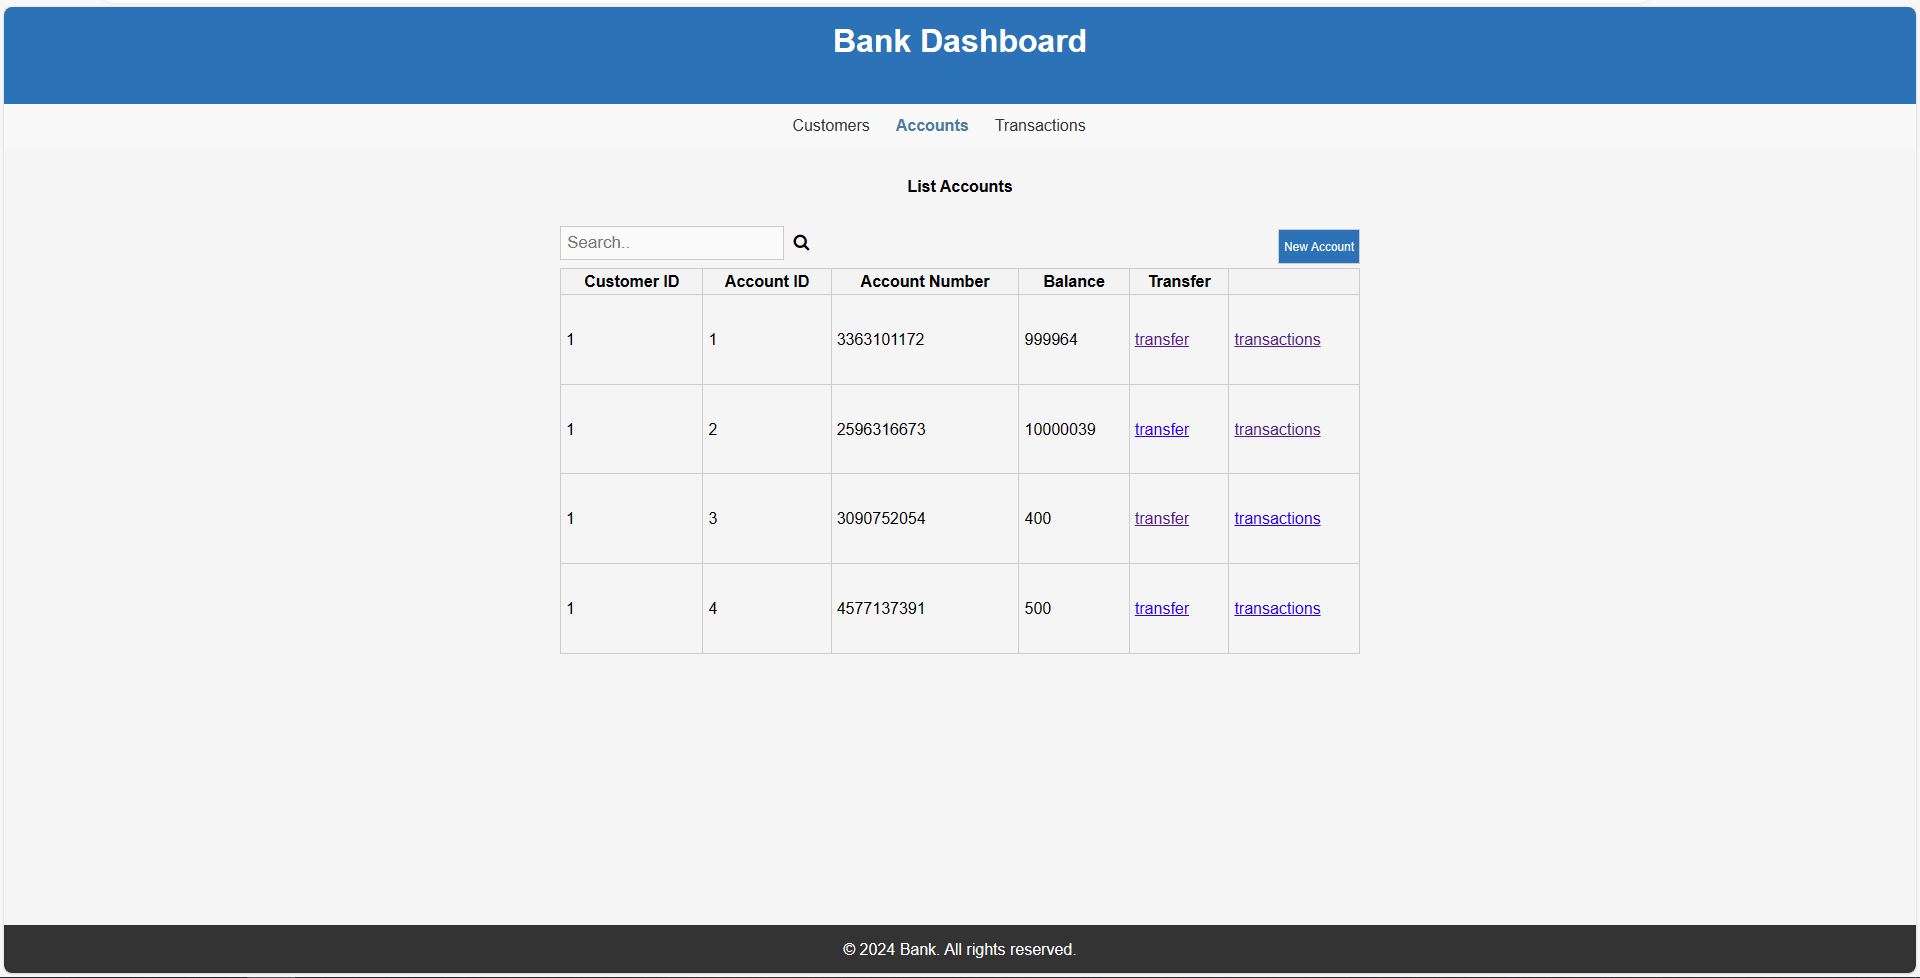 Bank Dashboard
Customers Accounts Transactions
List Accounts
Search..
New Account
Customer ID Account ID Account Number Balance Transfer
1 1 3363101172 999964 transfer transactions
1 2 2596316673 10000039 transfer transactions
1 3 3090752054 400 transfer transactions
1 4 4577137391 500 transfer transactions
© 2024 Bank. All rights reserved.